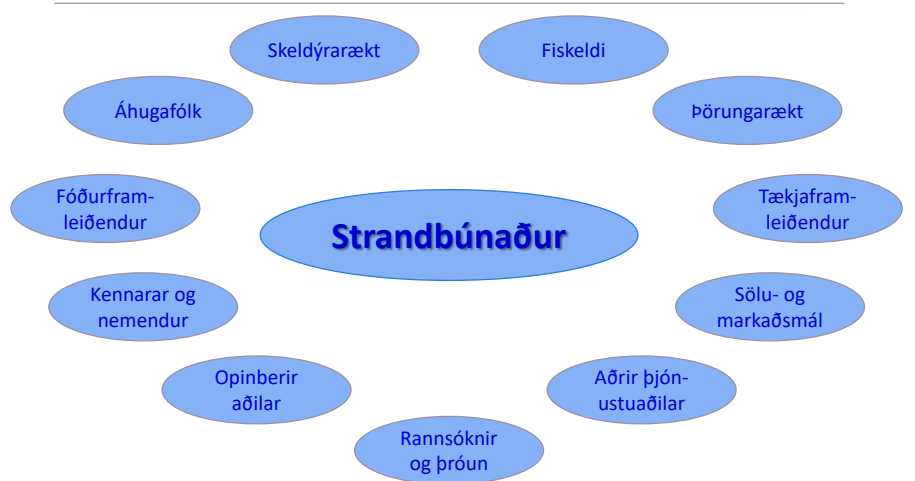 Skeldýrarækt
Fiskeldi
Áhugafólk
Þörungarækt
Fóðurfram-
leiðendur
Tækjafram-
leiðendur
Strandbúnaður
Kennarar og
nemendur
Sölu- og
markaðsmál
Opinberir
aðilar
Aðrir þjón-
ustuaðilar
Rannsóknir
og þróun